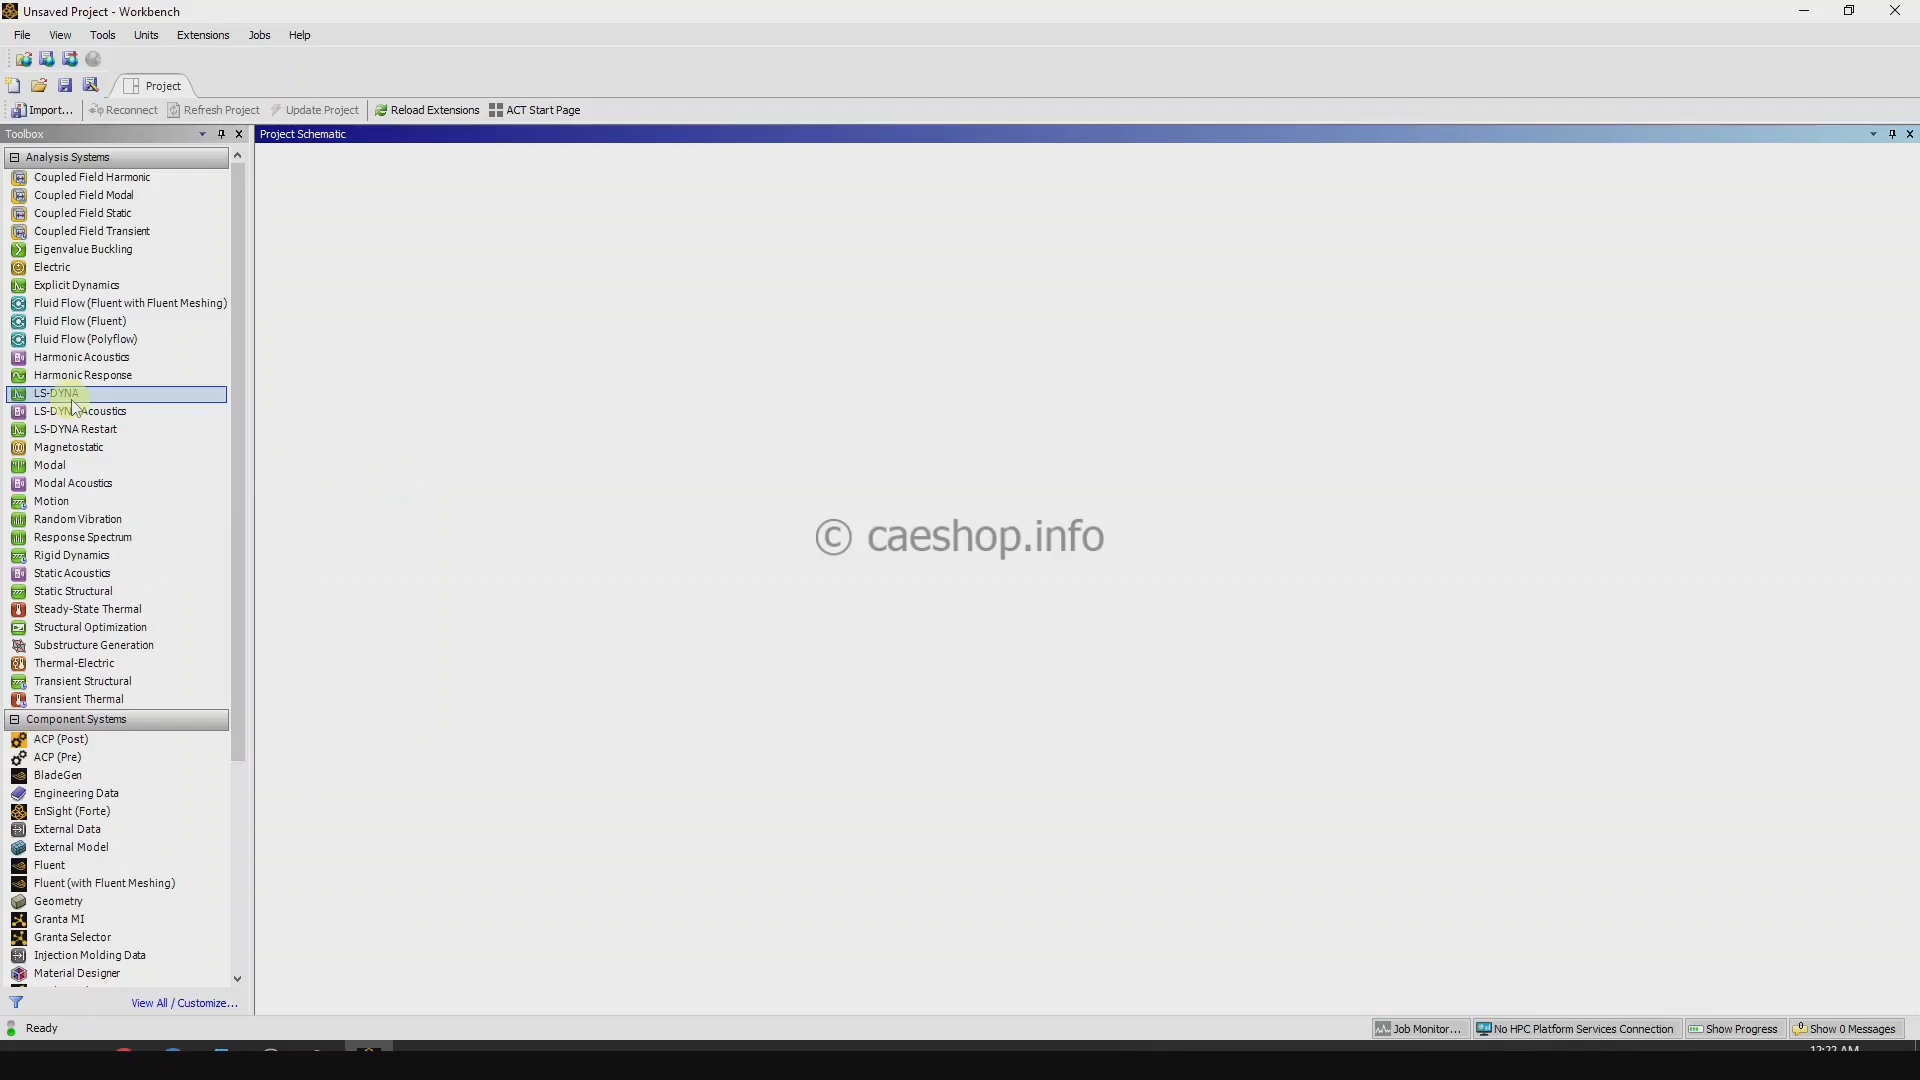 Unsaved Project - Workbench
File View Tools Units Extensions Jobs Help
Project
Import... Reconnect Refresh Project Update Project Reload Extensions ACT Start Page
Toolbox
Project Schematic
Analysis Systems
Coupled Field Harmonic
Coupled Field Modal
Coupled Field Static
Coupled Field Transient
Eigenvalue Buckling
Electric
Explicit Dynamics
Fluid Flow (Fluent with Fluent Meshing)
Fluid Flow (Fluent)
Fluid Flow (Polyflow)
Harmonic Acoustics
Harmonic Response
LS-DYNA
LS-DYNA Acoustics
LS-DYNA Restart
Magnetostatic
Modal
Modal Acoustics
Motion
Random Vibration
Response Spectrum
Rigid Dynamics
Static Acoustics
Static Structural
Steady-State Thermal
Structural Optimization
Substructure Generation
Thermal-Electric
Transient Structural
Transient Thermal
Component Systems
ACP (Post)
ACP (Pre)
BladeGen
Engineering Data
EnSight (Forte)
External Data
External Model
Fluent
Fluent (with Fluent Meshing)
Geometry
Granta MI
Granta Selector
Injection Molding Data
Material Designer
View All / Customize...
© caeshop.info
Ready
Job Monitor... No HPC Platform Services Connection Show Progress Show 0 Messages